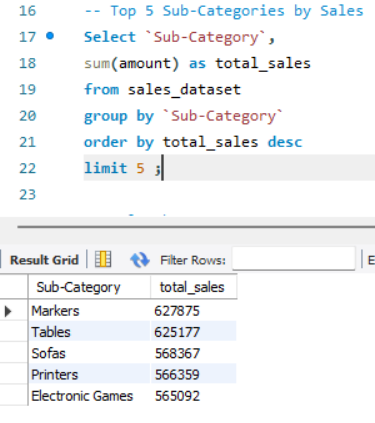 16 -- Top 5 Sub-Categories by Sales
17 Select `Sub-Category`,
18 sum(amount) as total_sales
19 from sales_dataset
20 group by `Sub-Category`
21 order by total_sales desc
22 limit 5 ;
23
Result Grid Filter Rows: E
Sub-Category total_sales
Markers 627875
Tables 625177
Sofas 568367
Printers 566359
Electronic Games 565092